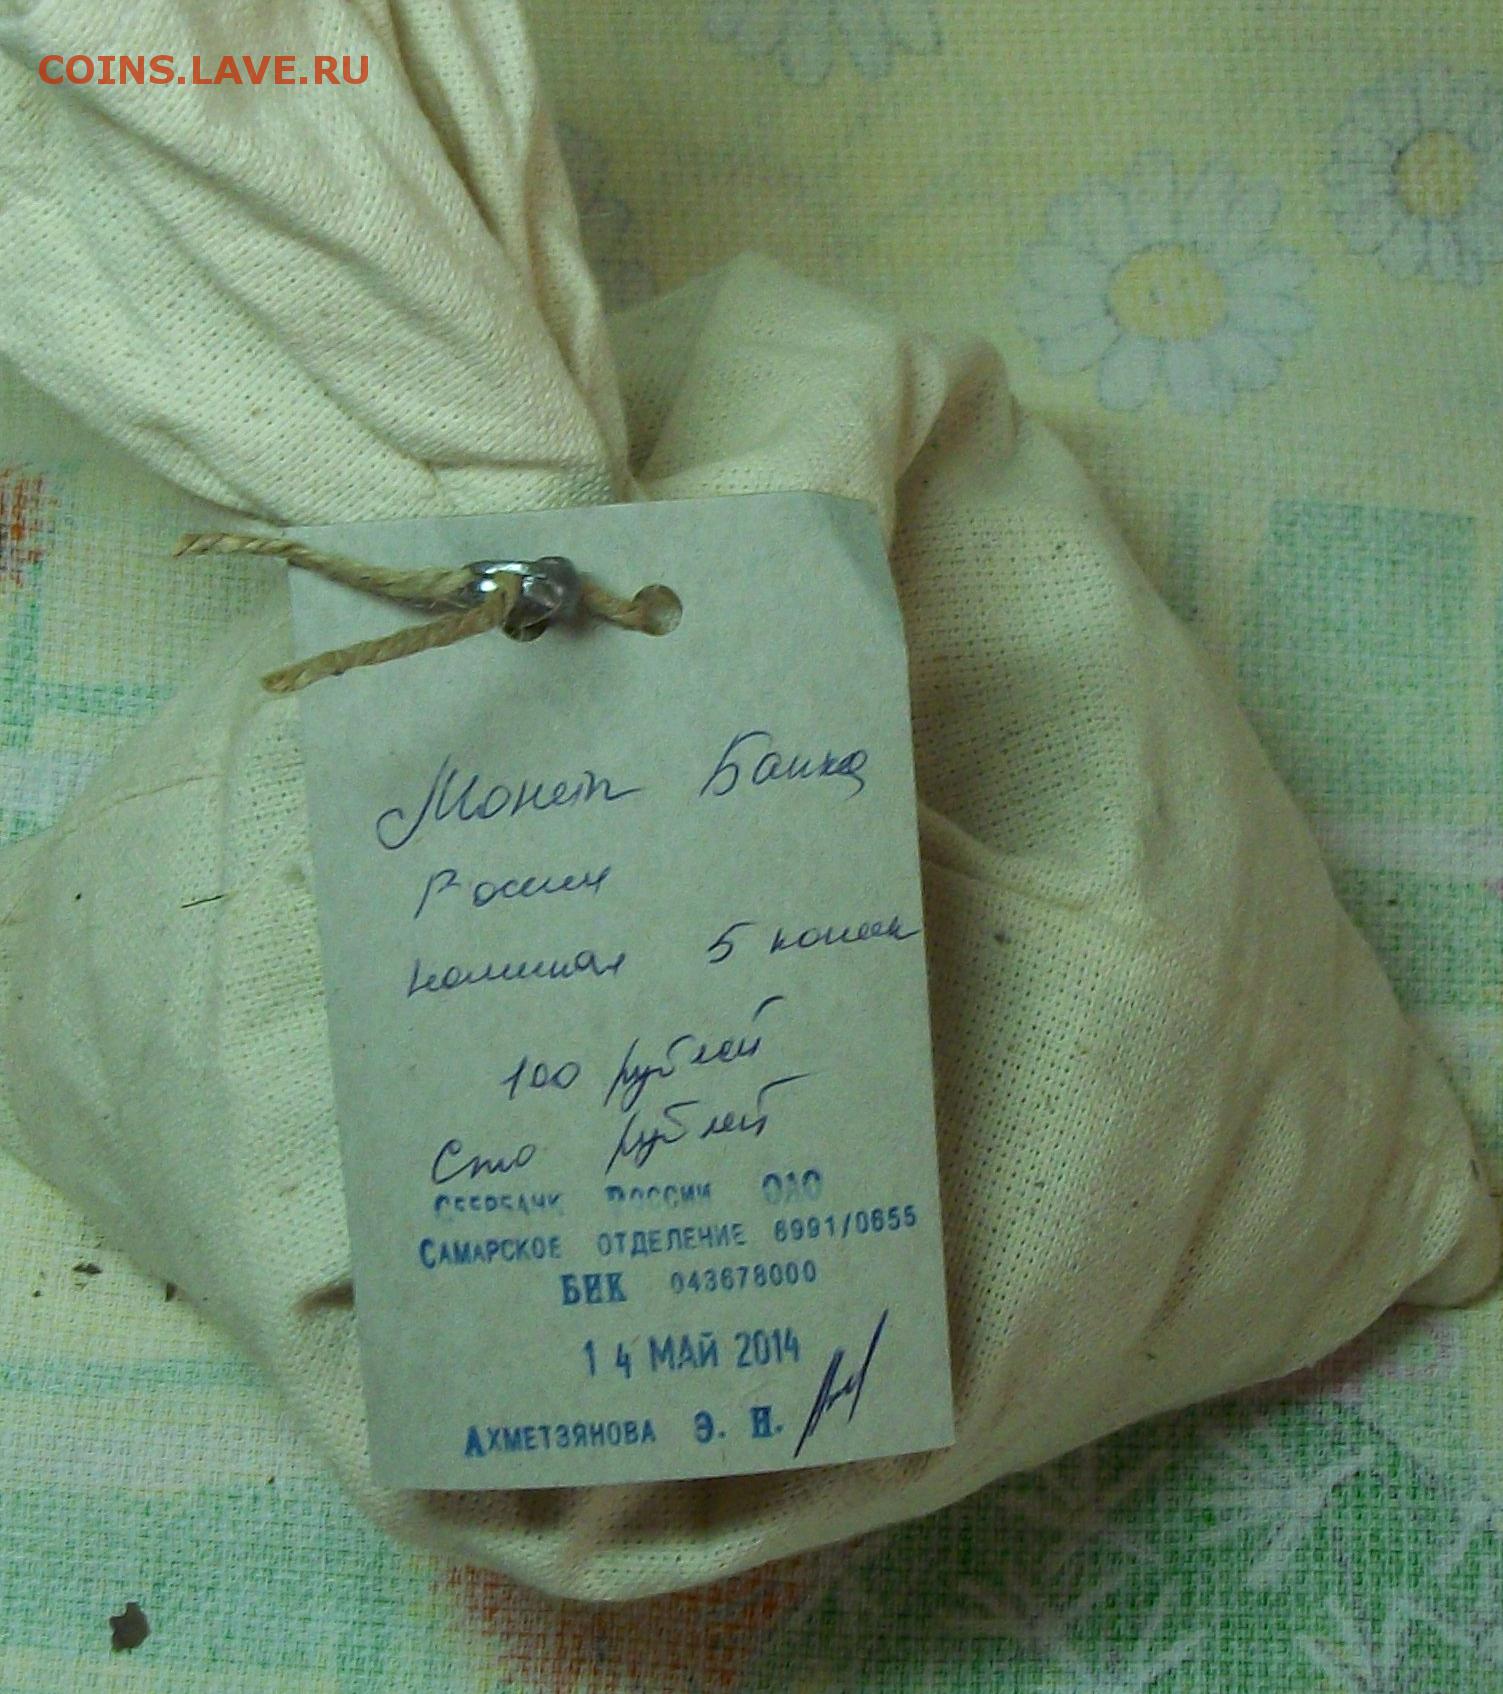 COINS.LAVE.RU
Монет Банка
России
номинал 5 копеек
100 рублей
Сто рублей
СБЕРБАНК РОССИИ ОАО
САМАРСКОЕ ОТДЕЛЕНИЕ 6991/0655
БИК 043678000
14 МАЙ 2014
АХМЕТЗЯНОВА Э. Н.